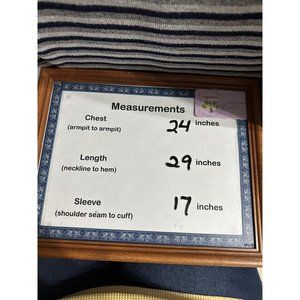 Measurements
Chest
(armpit to armpit)
24 inches
Length
(neckline to hem)
29 inches
Sleeve
(shoulder seam to cuff)
17 inches